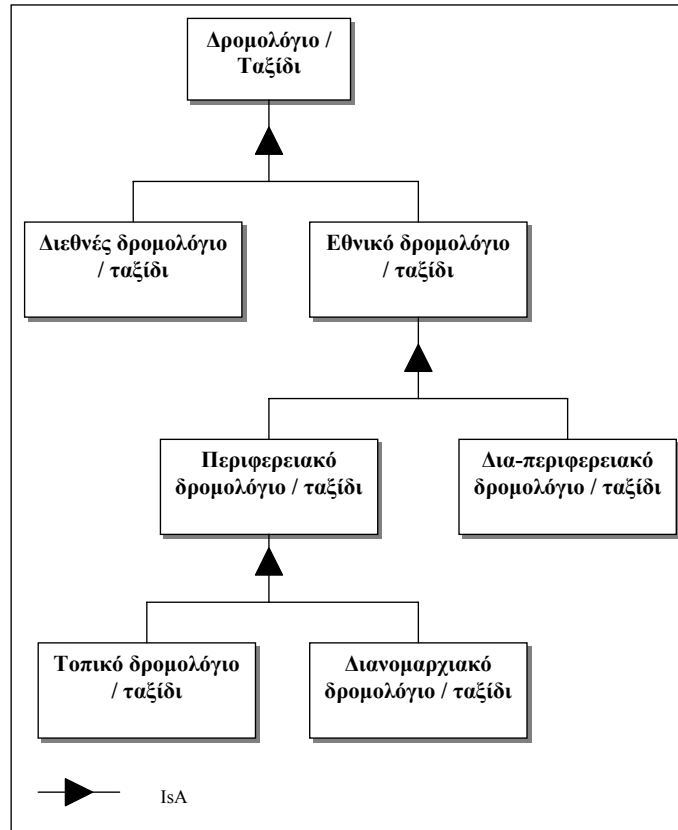 Δρομολόγιο /
Ταξίδι
Διεθνές δρομολόγιο
/ ταξίδι
Εθνικό δρομολόγιο
/ ταξίδι
Περιφερειακό
δρομολόγιο / ταξίδι
Δια-περιφερειακό
δρομολόγιο / ταξίδι
Τοπικό δρομολόγιο
/ ταξίδι
Διανομαρχιακό
δρομολόγιο / ταξίδι
IsA